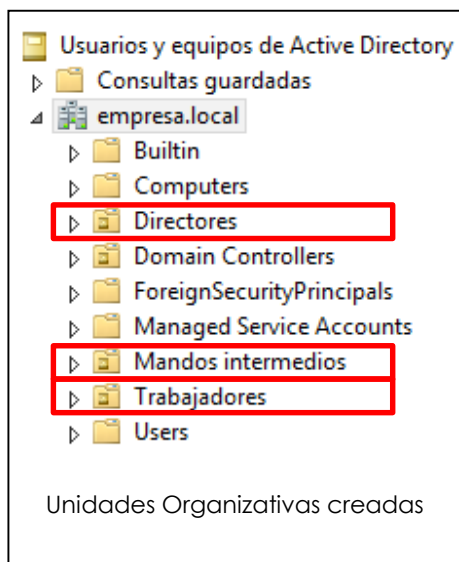 Usuarios y equipos de Active Directory
Consultas guardadas
empresa.local
Builtin
Computers
Directores
Domain Controllers
ForeignSecurityPrincipals
Managed Service Accounts
Mandos intermedios
Trabajadores
Users
Unidades Organizativas creadas